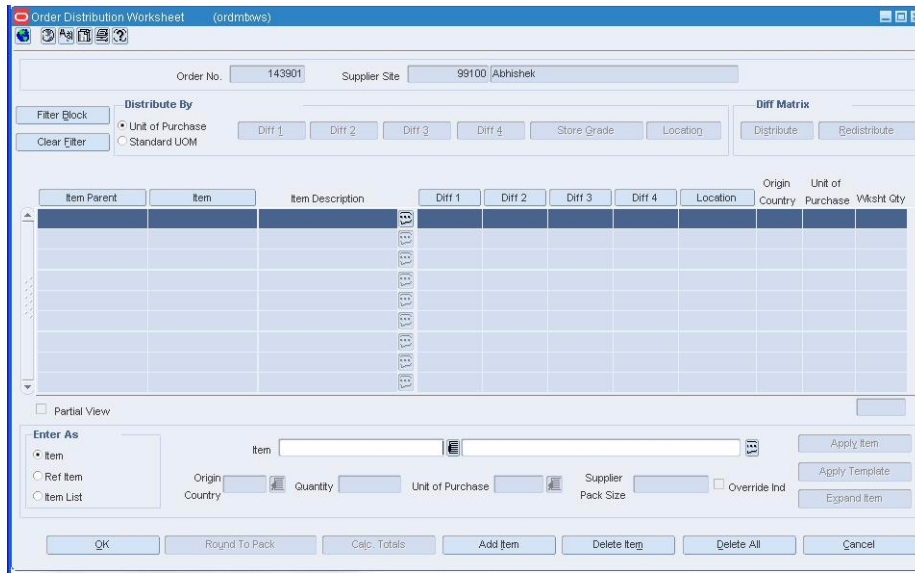 Order Distribution Worksheet (ordmtxws)
Order No. 143901 Supplier Site 99100 Abhishek
Distribute By Diff Matrix
Filter Block Unit of Purchase Diff 1 Diff 2 Diff 3 Diff 4 Store Grade Location Distribute Redistribute
Clear Filter Standard UOM
Origin Unit of
Item Parent Item Item Description Diff 1 Diff 2 Diff 3 Diff 4 Location Country Purchase Wksht Qty
Partial View
Enter As
Item Item Apply Item
Ref Item Origin Country Quantity Unit of Purchase Supplier Pack Size Override Ind Apply Template
Item List Expand Item
OK Round To Pack Calc. Totals Add Item Delete Item Delete All Cancel